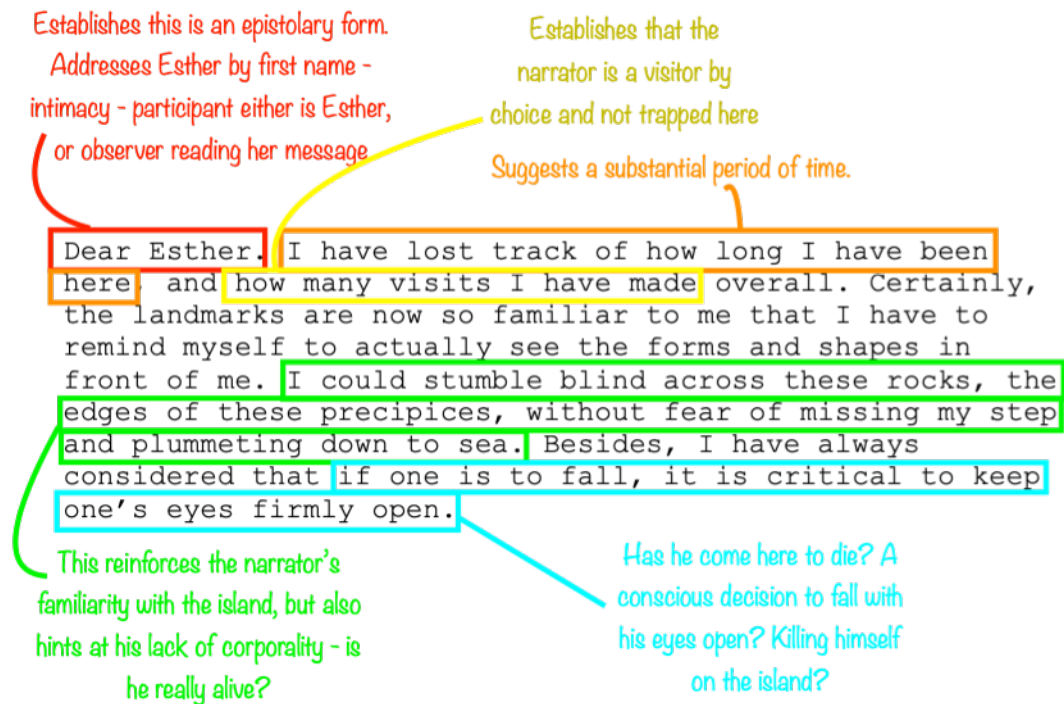 Establishes this is an epistolary form.
Addresses Esther by first name -
intimacy - participant either is Esther,
or observer reading her message
Establishes that the
narrator is a visitor by
choice and not trapped here
Suggests a substantial period of time.
Dear Esther. I have lost track of how long I have been
here and how many visits I have made overall. Certainly,
the landmarks are now so familiar to me that I have to
remind myself to actually see the forms and shapes in
front of me. I could stumble blind across these rocks, the
edges of these precipices, without fear of missing my step
and plummeting down to sea. Besides, I have always
considered that if one is to fall, it is critical to keep
one’s eyes firmly open.
This reinforces the narrator's
familiarity with the island, but also
hints at his lack of corporality - is
he really alive?
Has he come here to die? A
conscious decision to fall with
his eyes open? Killing himself
on the island?